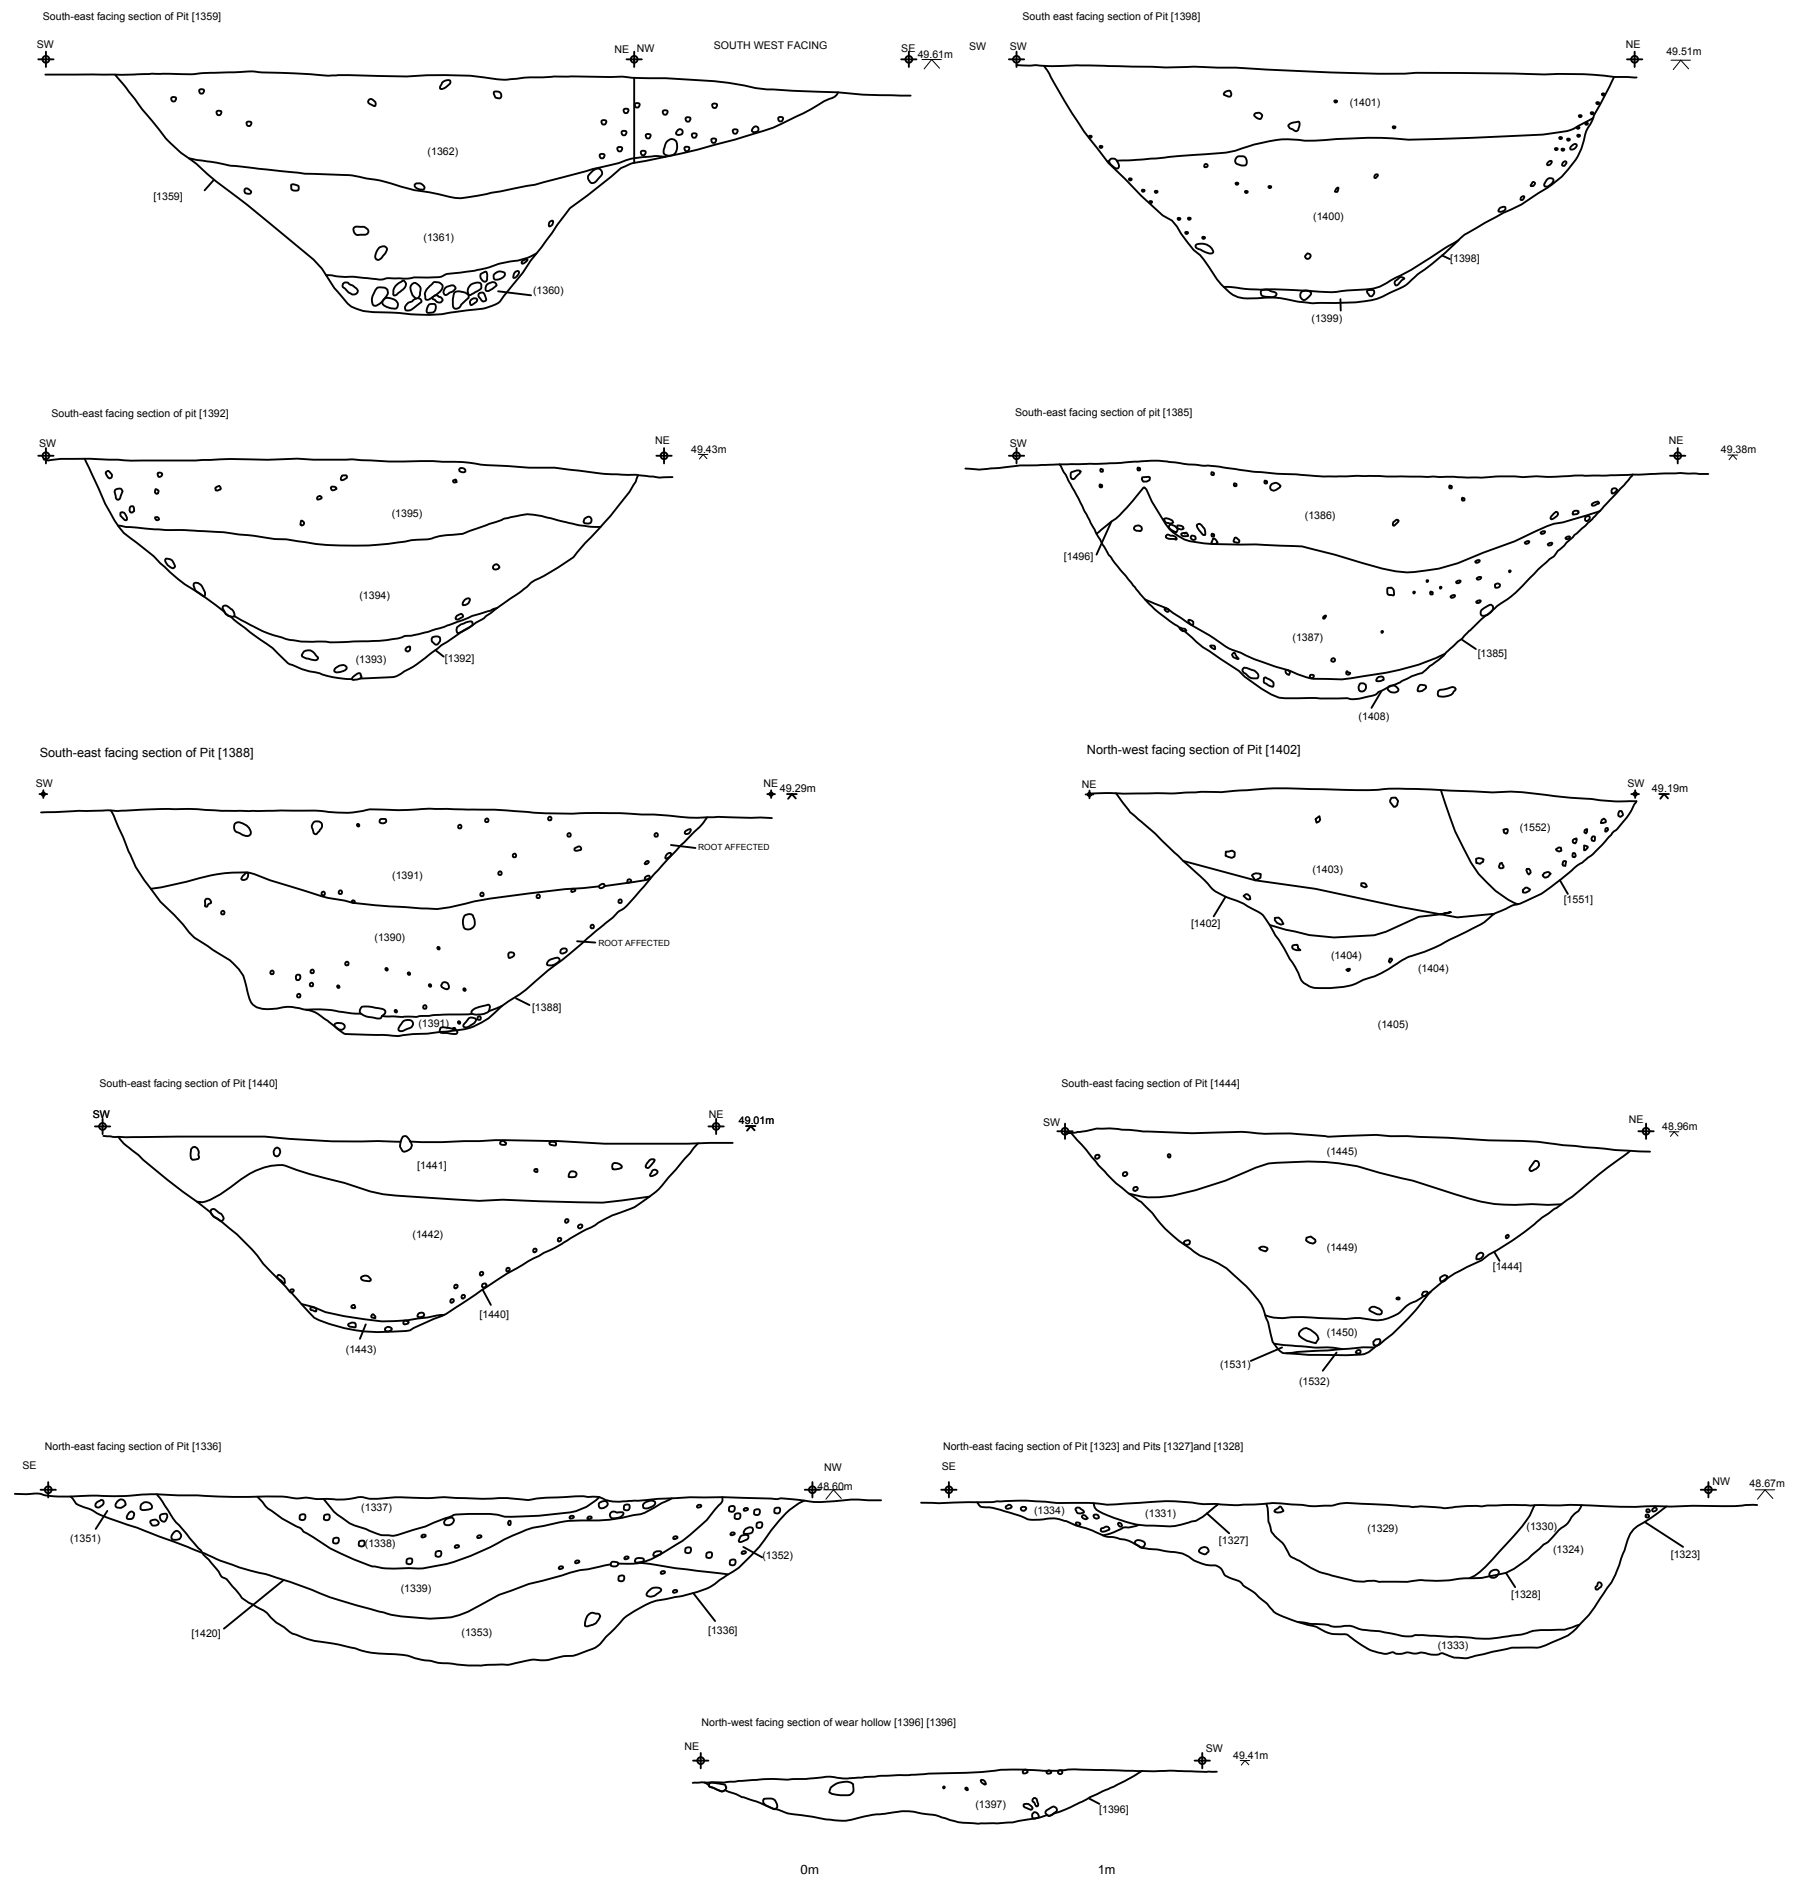 South-east facing section of Pit [1359]
SW
NE NW
SOUTH WEST FACING
SE 49.61m
(1362)
[1359]
(1361)
(1360)
South east facing section of Pit [1398]
SW SW
NE 49.51m
(1401)
(1400)
[1398]
(1399)
South-east facing section of pit [1392]
SW
NE 49.43m
(1395)
(1394)
(1393)
[1392]
South-east facing section of pit [1385]
SW
NE 49.38m
(1386)
[1496]
(1387)
[1385]
(1408)
South-east facing section of Pit [1388]
SW
NE 49.29m
ROOT AFFECTED
(1391)
(1390)
ROOT AFFECTED
[1388]
(1391)
North-west facing section of Pit [1402]
NE
SW 49.19m
(1552)
(1403)
[1551]
[1402]
(1404)
(1404)
(1405)
South-east facing section of Pit [1440]
SW
NE 49.01m
[1441]
(1442)
[1440]
(1443)
South-east facing section of Pit [1444]
SW
NE 48.96m
(1445)
(1449)
[1444]
(1450)
(1531)
(1532)
North-east facing section of Pit [1336]
SE
NW
48.60m
(1337)
(1351)
(1338)
(1352)
(1339)
[1420]
(1353)
[1336]
North-east facing section of Pit [1323] and Pits [1327]and [1328]
SE
NW 48.67m
(1334)
(1331)
(1329)
(1330)
[1327]
(1324)
[1323]
[1328]
(1333)
North-west facing section of wear hollow [1396] [1396]
NE
SW 49.41m
(1397)
[1396]
0m 1m